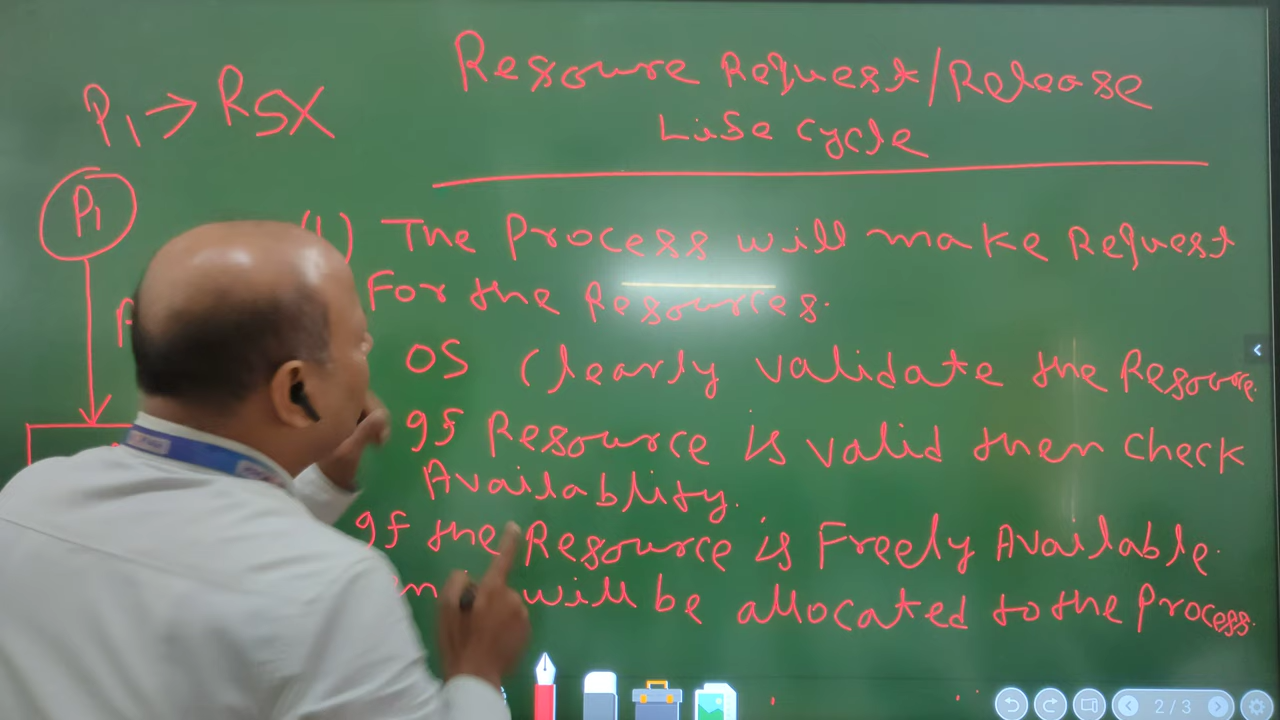 Resoure Request/Release
Life Cycle
P1 → RSX
P1
(1) The Process will make Request
For the Resources.
OS Clearly validate the Resource.
If Resource is valid then Check
Availablity.
If the Resource is Freely Available.
will be allocated to the Process.
2/3